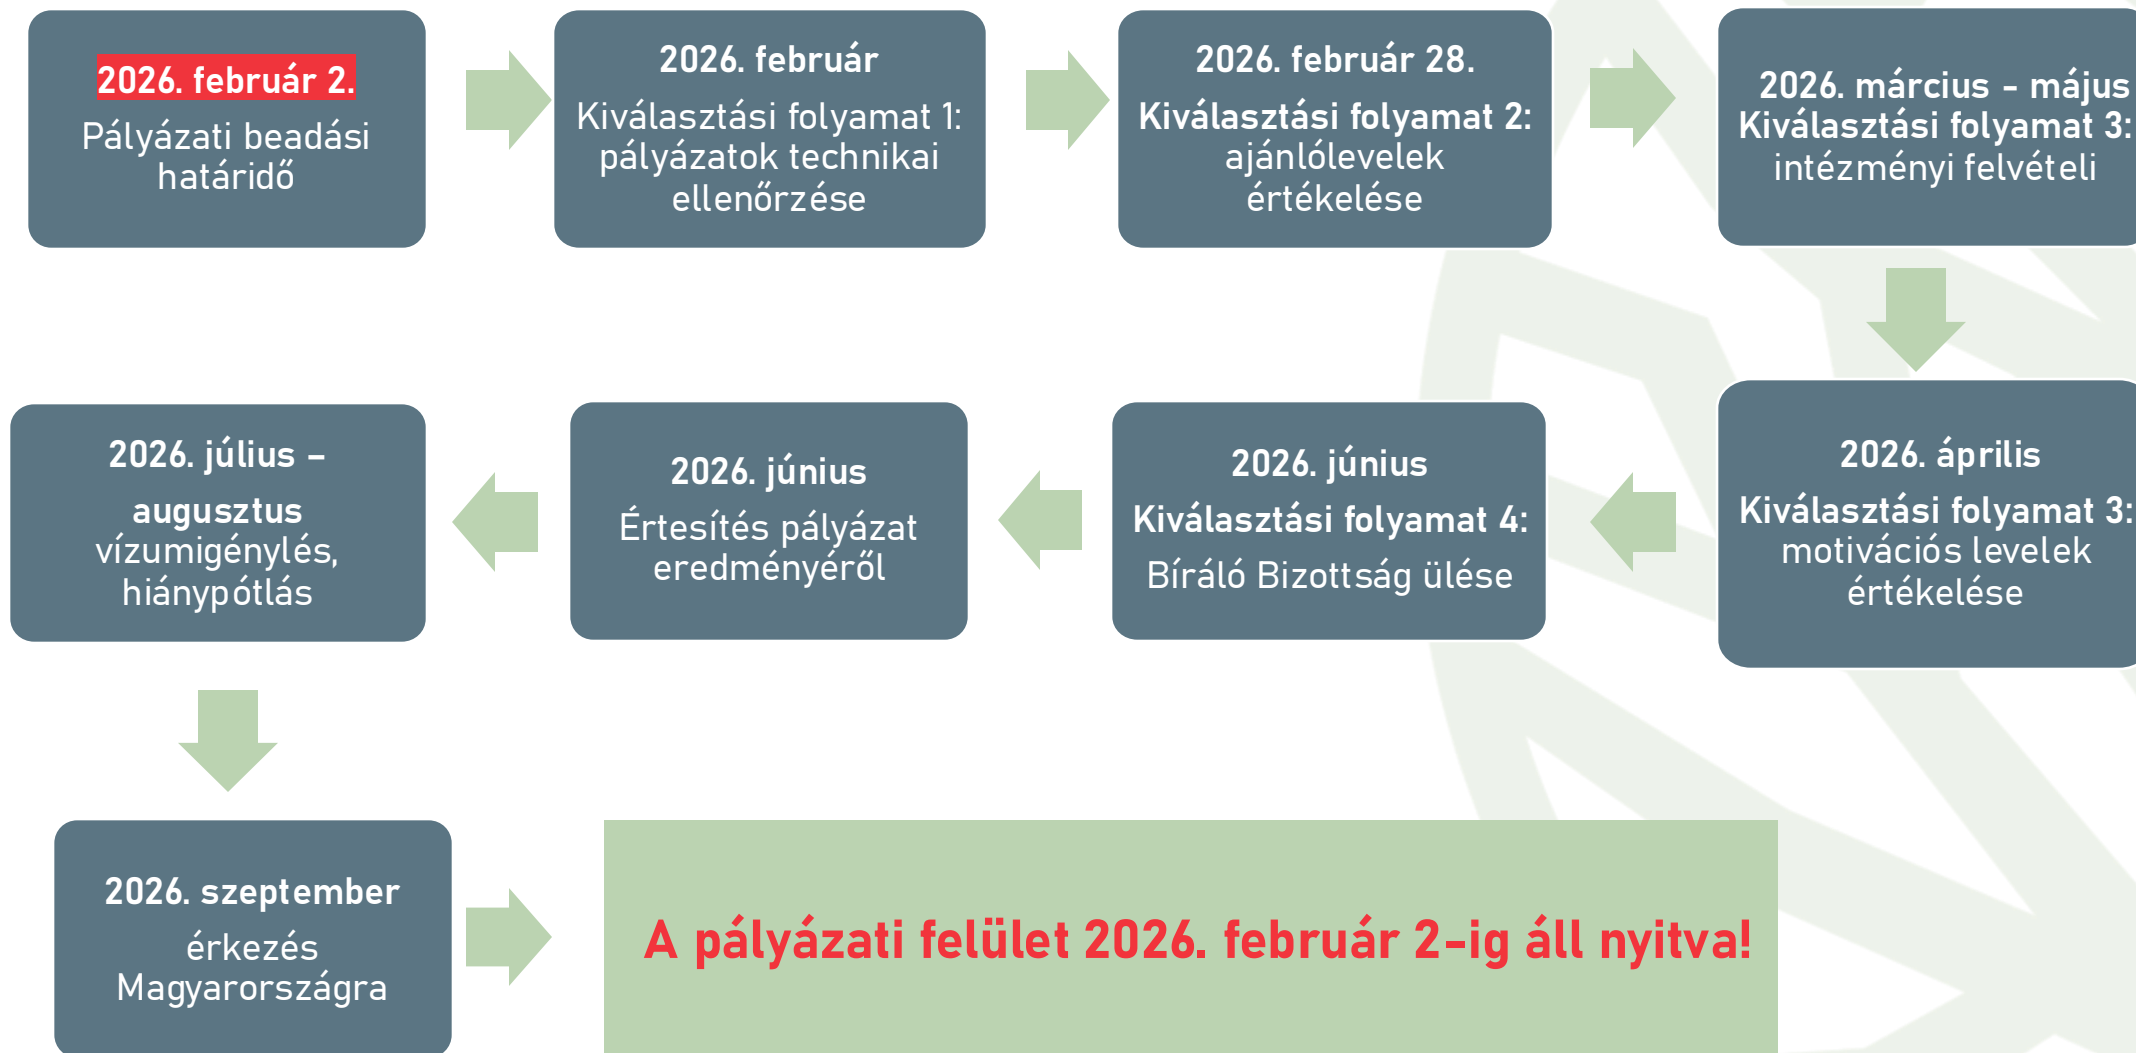 2026. február 2.
Pályázati beadási
határidő
2026. február
Kiválasztási folyamat 1:
pályázatok technikai
ellenőrzése
2026. február 28.
Kiválasztási folyamat 2:
ajánlólevelek
értékelése
2026. március - május
Kiválasztási folyamat 3:
intézményi felvételi
2026. április
Kiválasztási folyamat 3:
motivációs levelek
értékelése
2026. június
Kiválasztási folyamat 4:
Bíráló Bizottság ülése
2026. június
Értesítés pályázat
eredményéről
2026. július –
augusztus
vízumigénylés,
hiánypótlás
2026. szeptember
érkezés
Magyarországra
A pályázati felület 2026. február 2-ig áll nyitva!